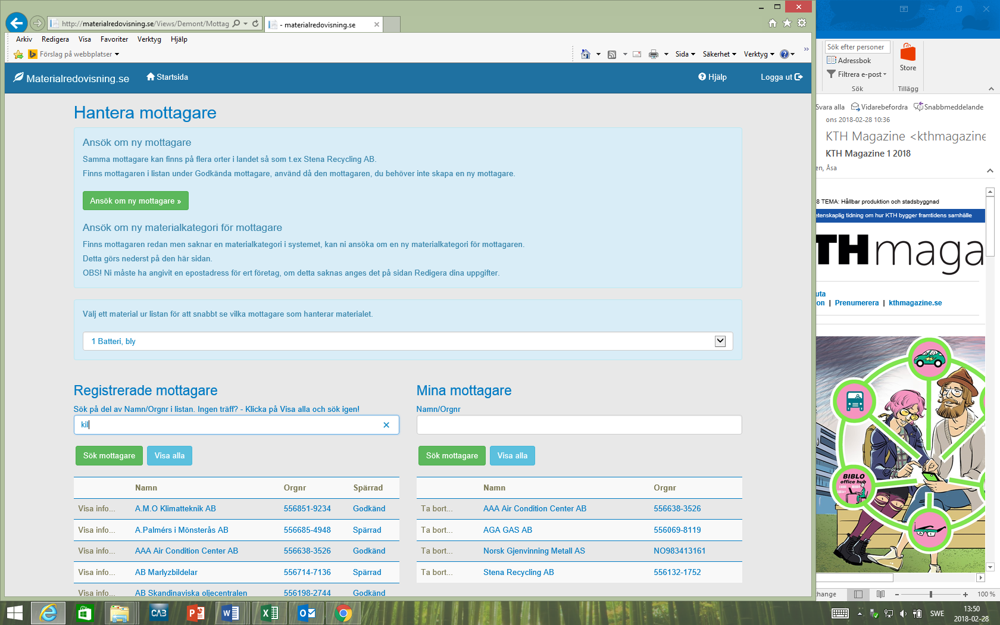 http://materialredovisning.se/Views/Demont/Mottag
- materialredovisning.se
Arkiv Redigera Visa Favoriter Verktyg Hjälp
Förslag på webbplatser
Sida Säkerhet Verktyg
Materialredovisning.se Startsida Hjälp Logga ut
Hantera mottagare
Ansök om ny mottagare
Samma mottagare kan finns på flera orter i landet så som t.ex Stena Recycling AB.
Finns mottagaren i listan under Godkända mottagare, använd då den mottagaren, du behöver inte skapa en ny mottagare.
Ansök om ny mottagare »
Ansök om ny materialkategori för mottagare
Finns mottagaren redan men saknar en materialkategori i systemet, kan ni ansöka om en ny materialkategori för mottagaren.
Detta görs nederst på den här sidan.
OBS! Ni måste ha angivit en epostadress för ert företag, om detta saknas anges det på sidan Redigera dina uppgifter.
Välj ett material ur listan för att snabbt se vilka mottagare som hanterar materialet.
1 Batteri, bly
Registrerade mottagare
Sök på del av Namn/Orgnr i listan. Ingen träff? - Klicka på Visa alla och sök igen!
kil
Sök mottagare Visa alla
Namn Orgnr Spärrad
Visa info... A.M.O Klimatteknik AB 556851-9234 Godkänd
Visa info... A.Palmérs i Mönsterås AB 556685-4948 Spärrad
Visa info... AAA Air Condition Center AB 556638-3526 Godkänd
Visa info... AB Marlyzbildelar 556714-7136 Spärrad
Visa info... AB Skandinaviska oljecentralen 556198-2744 Godkänd
Mina mottagare
Namn/Orgnr
Sök mottagare Visa alla
Namn Orgnr
Ta bort... AAA Air Condition Center AB 556638-3526
Ta bort... AGA GAS AB 556069-8119
Ta bort... Norsk Gjenvinning Metall AS NO983413161
Ta bort... Stena Recycling AB 556132-1752
Sök efter personer
Adressbok
Filtrera e-post
Sök
Store
Tillägg
Svara alla Vidarebefordra Snabbmeddelande
ons 2018-02-28 10:36
KTH Magazine <kthmagazine
KTH Magazine 1 2018
en, Åsa
8 TEMA: Hållbar produktion och stadsbyggnad
etenskaplig tidning om hur KTH bygger framtidens samhälle
KTH maga
uta
on | Prenumerera | kthmagazine.se
BIBLO
office hub
change
100 %
CAB
SWE
13:50
2018-02-28